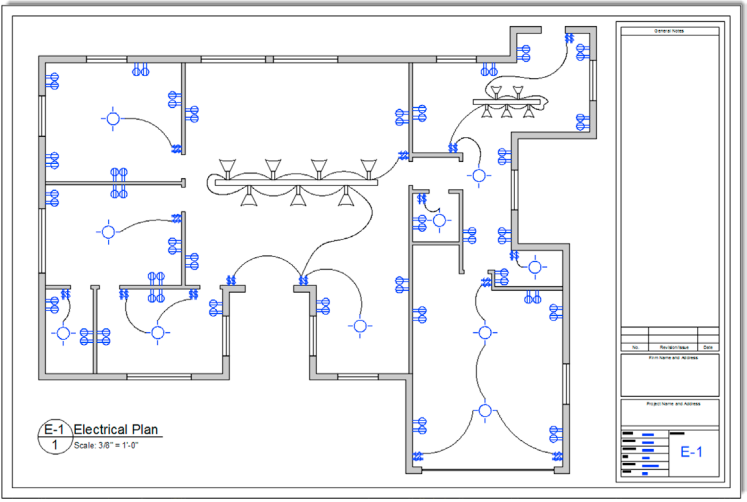 General Notes
No. Revision/Issue Date
Firm Name and Address
Project Name and Address
E-1
E-1 Electrical Plan
1 Scale: 3/8" = 1'-0"